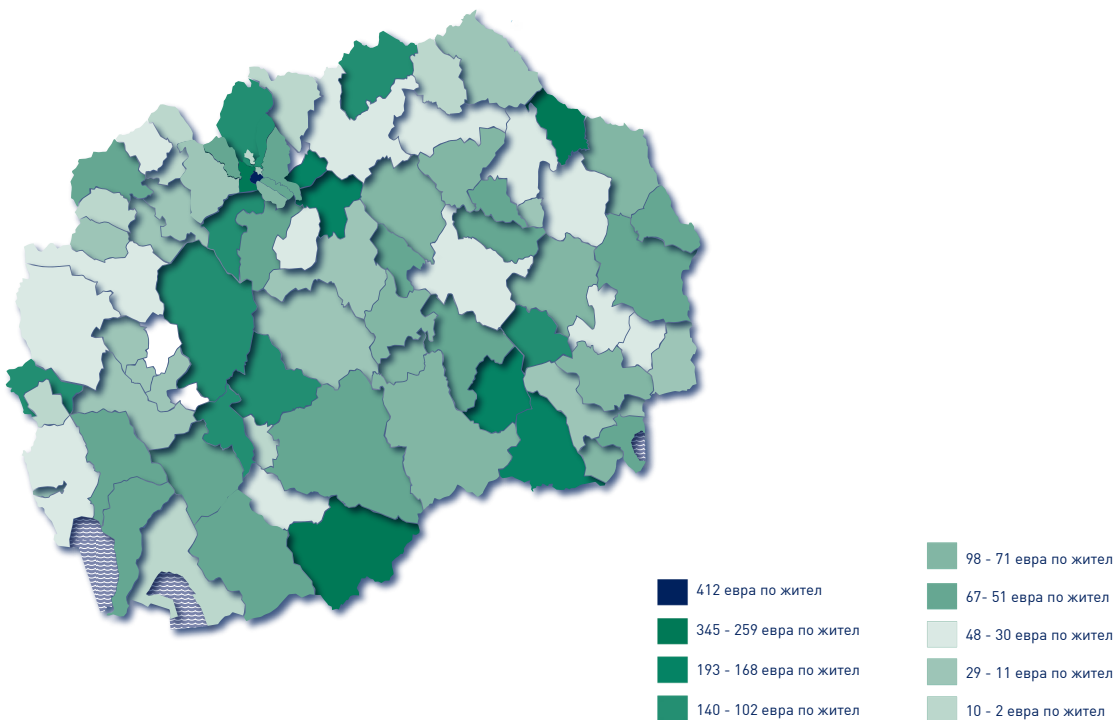 412 евра по жител
345 - 259 евра по жител
193 - 168 евра по жител
140 - 102 евра по жител
98 - 71 евра по жител
67- 51 евра по жител
48 - 30 евра по жител
29 - 11 евра по жител
10 - 2 евра по жител